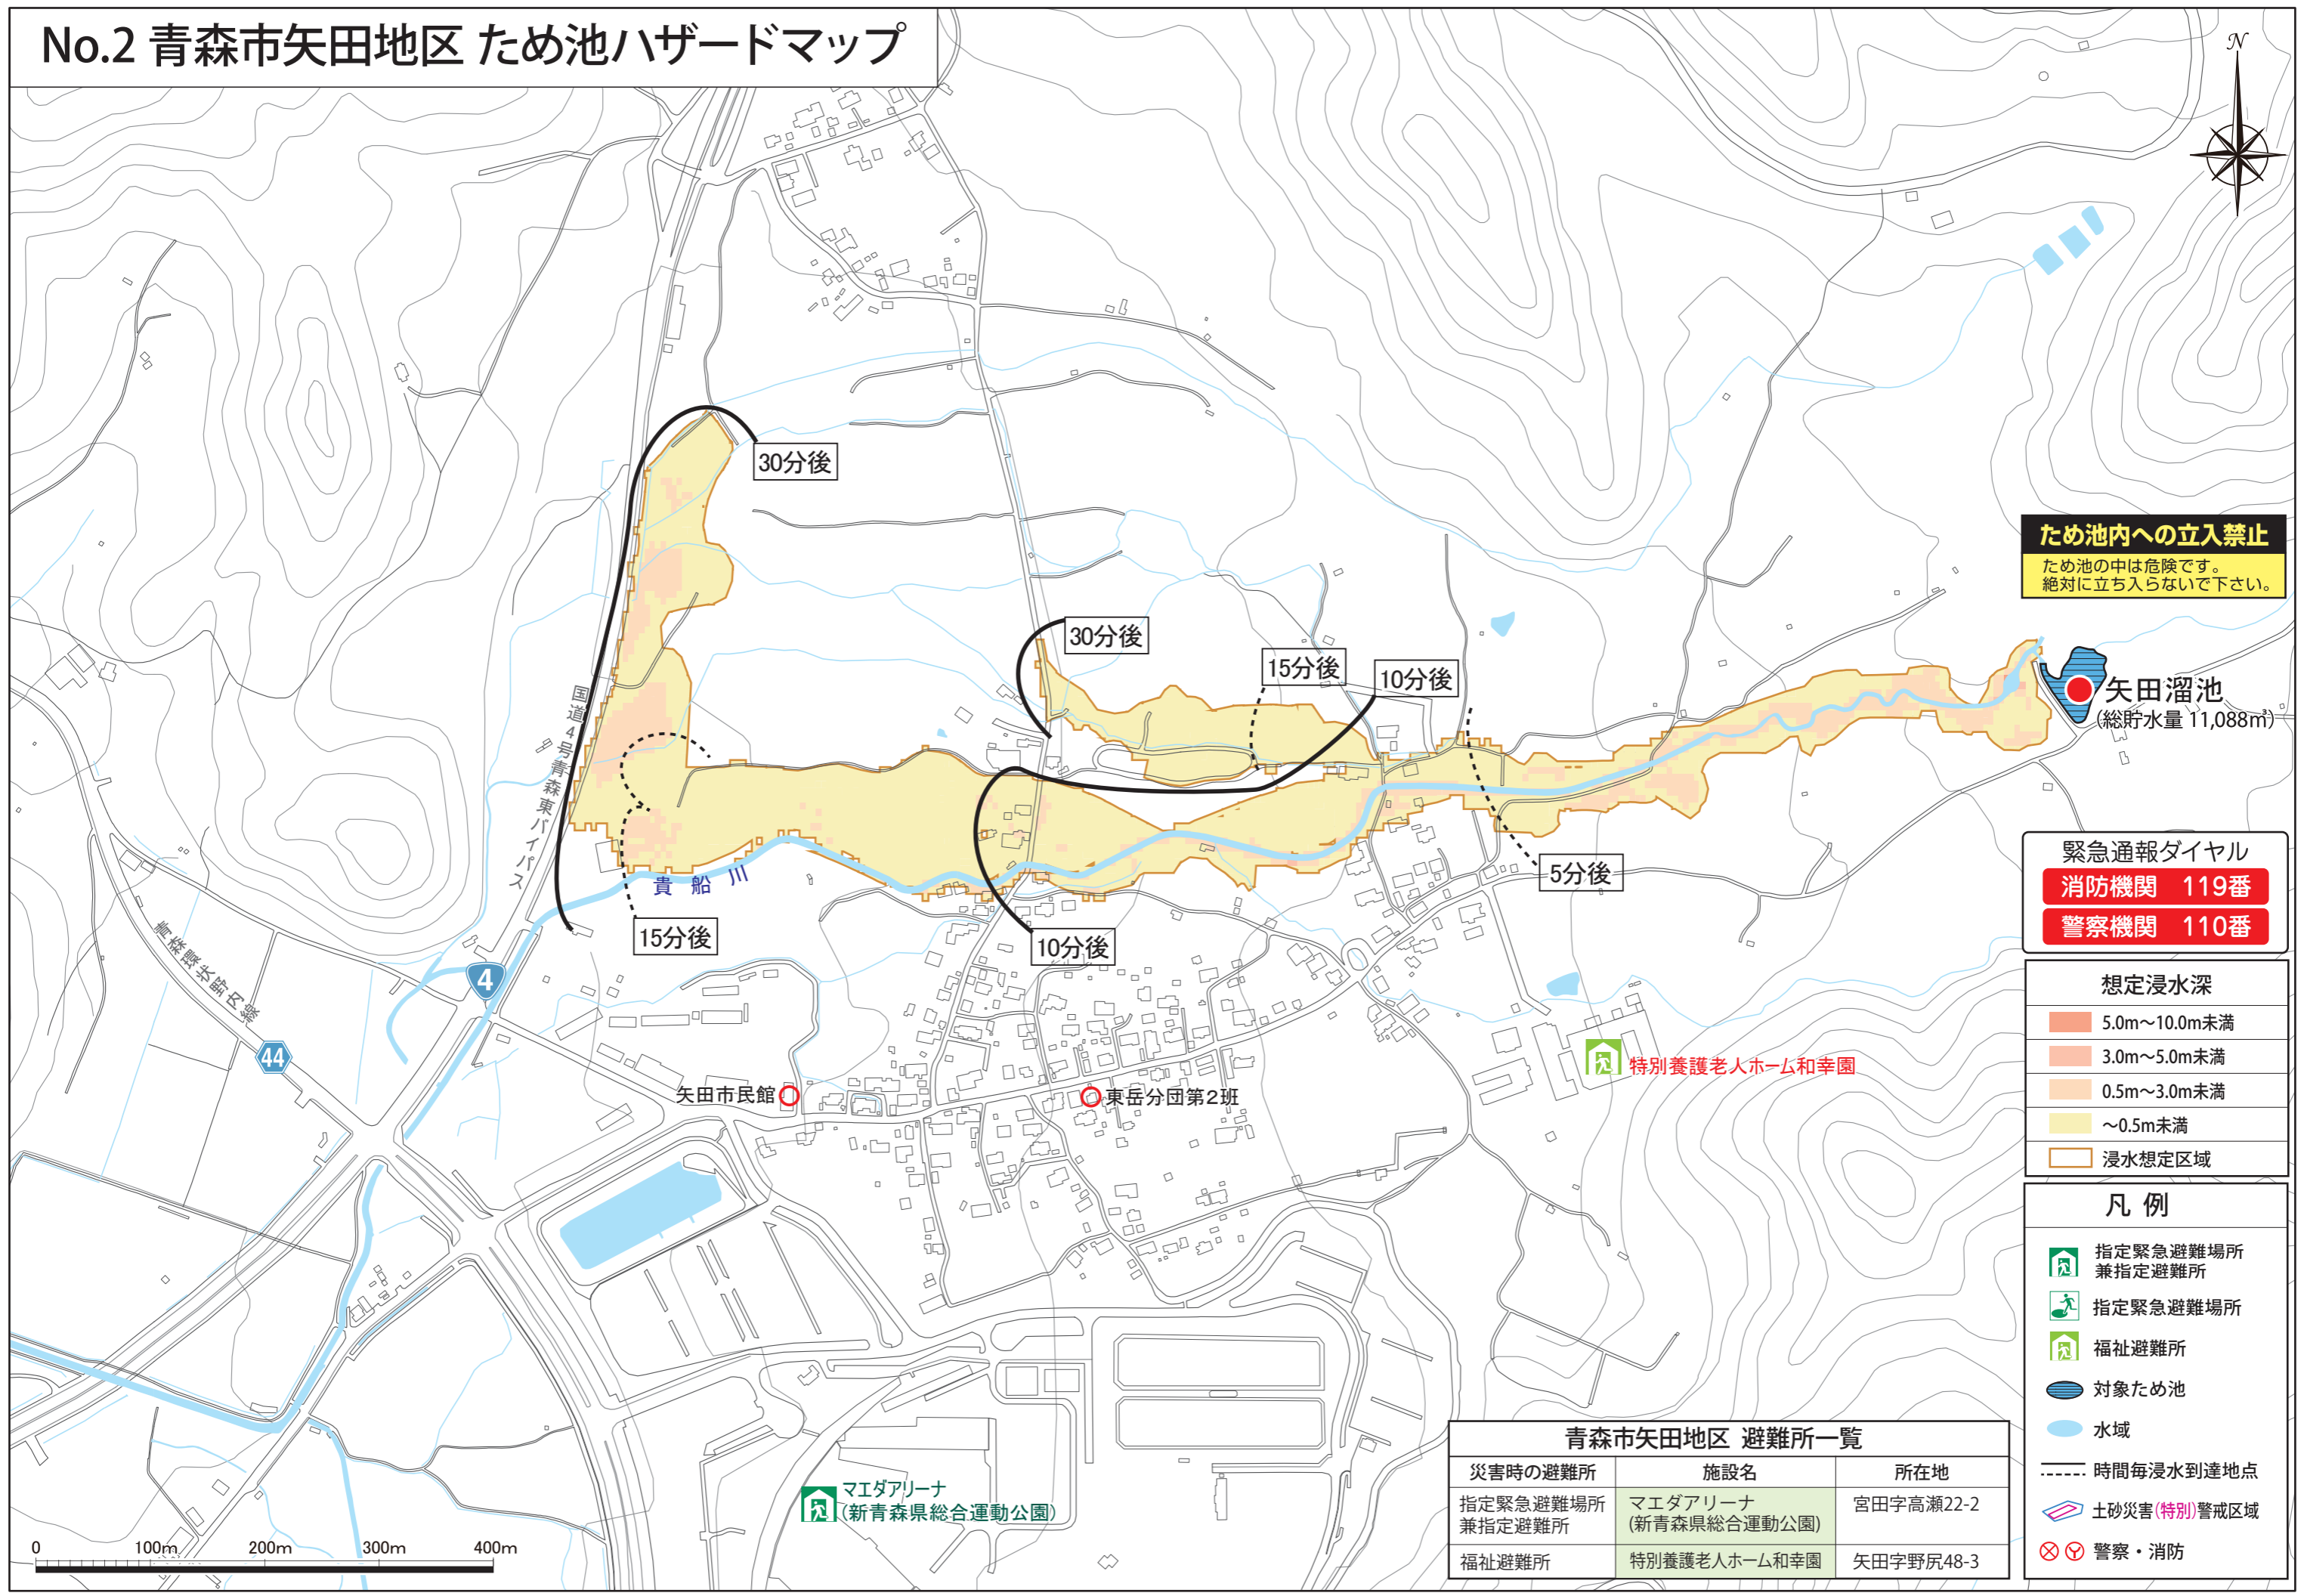 No.2 青森市矢田地区 ため池ハザードマップ
N
30分後
30分後
15分後
10分後
5分後
15分後
10分後
ため池内への立入禁止
ため池の中は危険です。
絶対に立ち入らないで下さい。
矢田溜池
(総貯水量 11,088㎥)
国道4号青森東バイパス
貴船川
青森環状野内線
4
44
矢田市民館
東岳分団第2班
特別養護老人ホーム和幸園
マエダアリーナ
(新青森県総合運動公園)
緊急通報ダイヤル
消防機関 119番
警察機関 110番
想定浸水深
5.0m～10.0m未満
3.0m～5.0m未満
0.5m～3.0m未満
～0.5m未満
浸水想定区域
凡 例
指定緊急避難場所
兼指定避難所
指定緊急避難場所
福祉避難所
対象ため池
水域
時間毎浸水到達地点
土砂災害(特別)警戒区域
警察・消防
青森市矢田地区 避難所一覧
災害時の避難所 施設名 所在地
指定緊急避難場所 マエダアリーナ 宮田字高瀬22-2
兼指定避難所 (新青森県総合運動公園)
福祉避難所 特別養護老人ホーム和幸園 矢田字野尻48-3
0 100m 200m 300m 400m